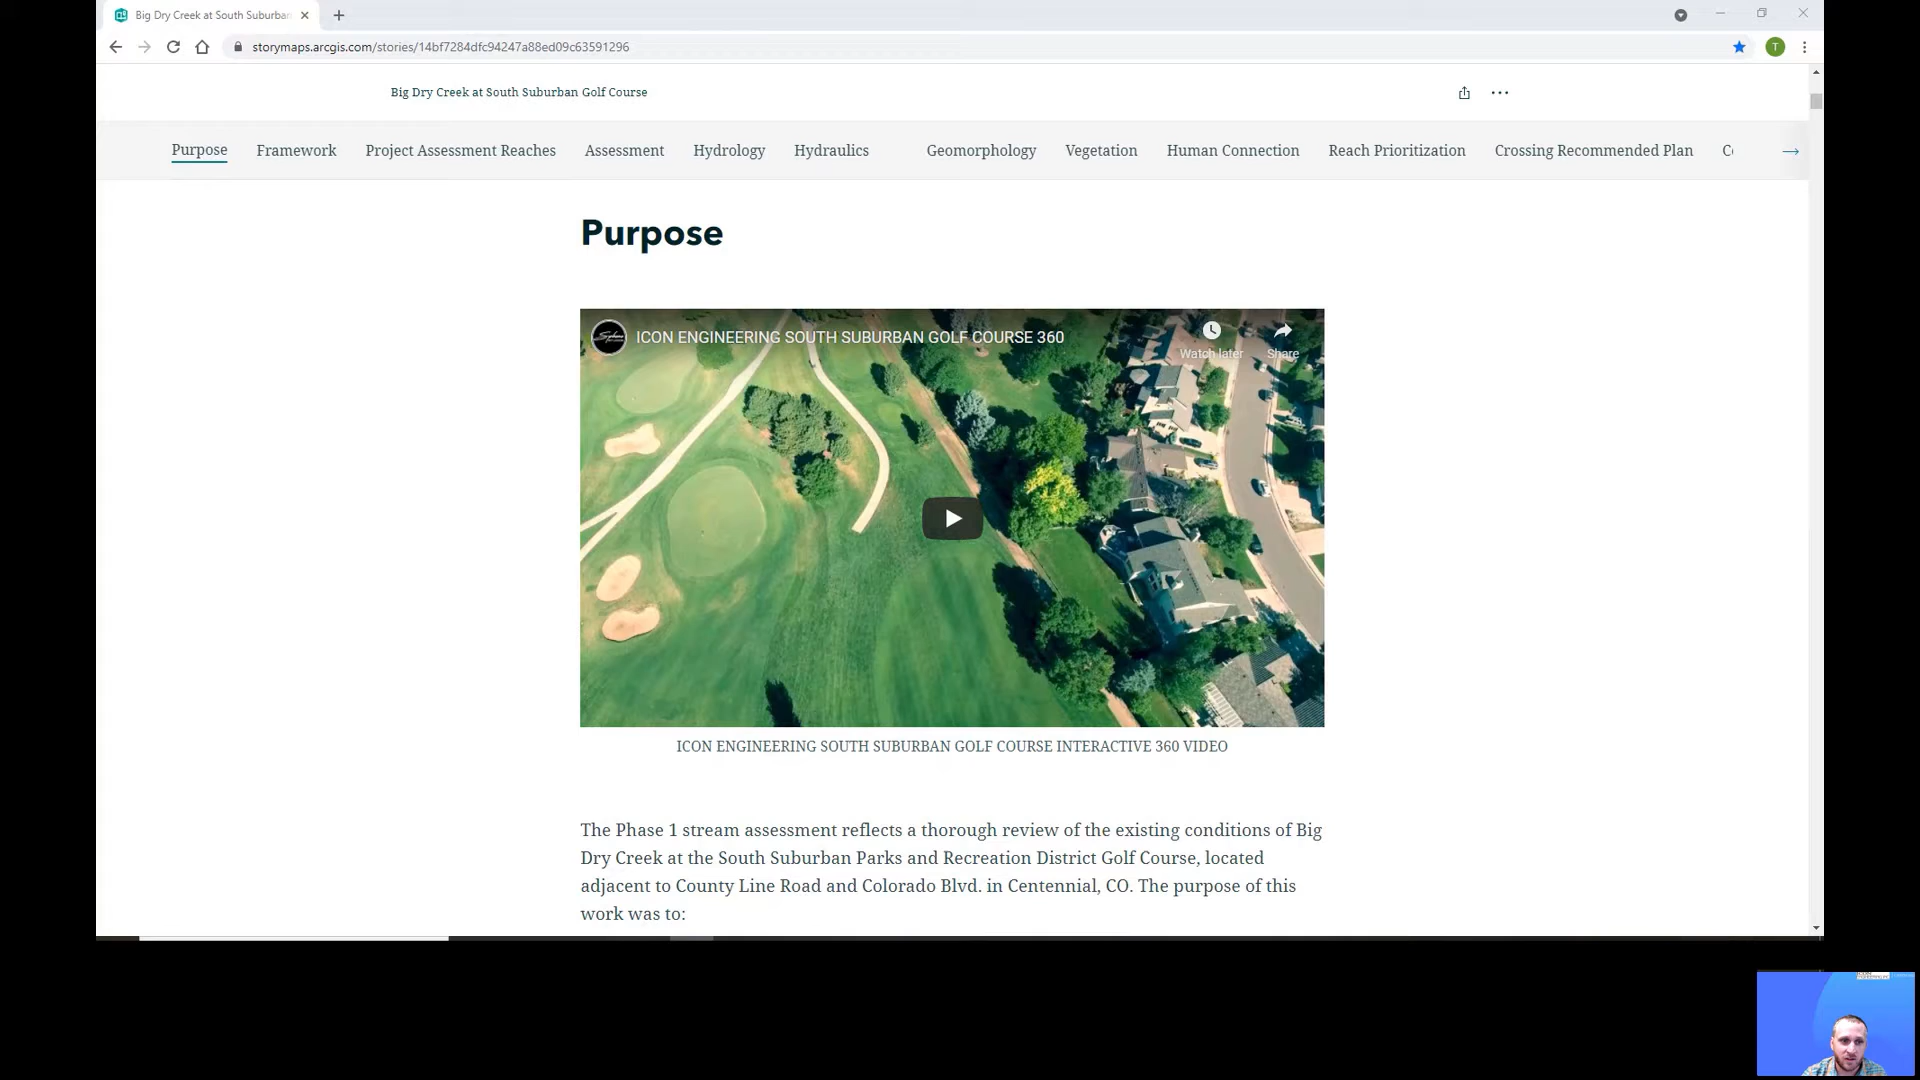 Big Dry Creek at South Suburban
storymaps.arcgis.com/stories/14bf7284dfc94247a88ed09c63591296
T
Big Dry Creek at South Suburban Golf Course
Purpose Framework Project Assessment Reaches Assessment Hydrology Hydraulics Geomorphology Vegetation Human Connection Reach Prioritization Crossing Recommended Plan
Purpose
ICON ENGINEERING SOUTH SUBURBAN GOLF COURSE 360
Watch later Share
ICON ENGINEERING SOUTH SUBURBAN GOLF COURSE INTERACTIVE 360 VIDEO
The Phase 1 stream assessment reflects a thorough review of the existing conditions of Big
Dry Creek at the South Suburban Parks and Recreation District Golf Course, located
adjacent to County Line Road and Colorado Blvd. in Centennial, CO. The purpose of this
work was to: